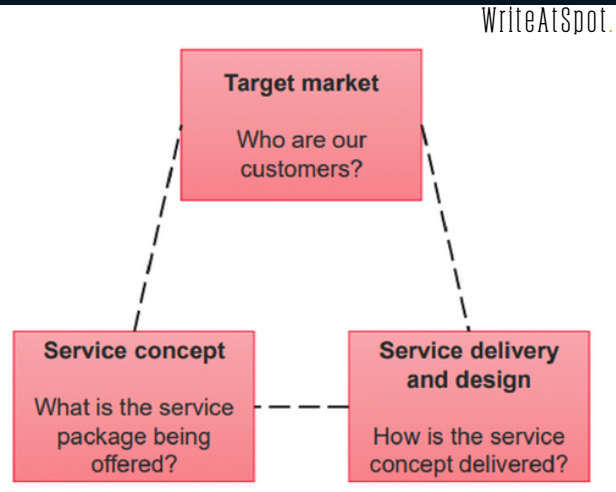 WriteAtSpot.
Target market
Who are our
customers?
Service concept
What is the service
package being
offered?
Service delivery
and design
How is the service
concept delivered?